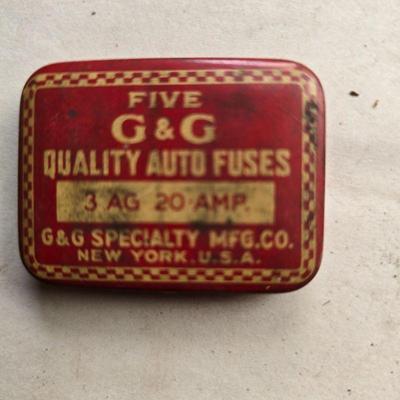 FIVE
G & G
QUALITY AUTO FUSES
3 AG 20 AMP.
G&G SPECIALTY MFG.CO.
NEW YORK.U.S.A.